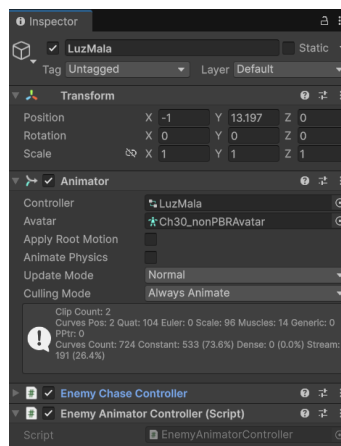 Inspector
LuzMala Static
Tag Untagged Layer Default
Transform
Position X -1 Y 13.197 Z 0
Rotation X 0 Y 0 Z 0
Scale X 1 Y 1 Z 1
Animator
Controller LuzMala
Avatar Ch30_nonPBRAvatar
Apply Root Motion
Animate Physics
Update Mode Normal
Culling Mode Always Animate
Clip Count: 2
Curves Pos: 2 Quat: 104 Euler: 0 Scale: 96 Muscles: 14 Generic: 0
PPtr: 0
Curves Count: 724 Constant: 533 (73.6%) Dense: 0 (0.0%) Stream:
191 (26.4%)
Enemy Chase Controller
Enemy Animator Controller (Script)
Script EnemyAnimatorController